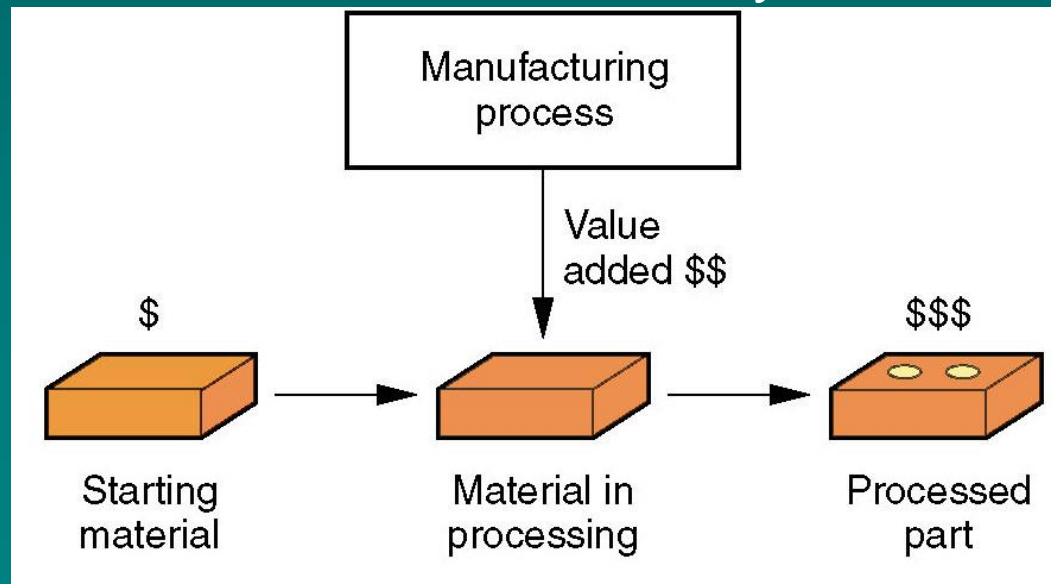 Manufacturing
process
Value
added $$
$
$$$
Starting
material
Material in
processing
Processed
part